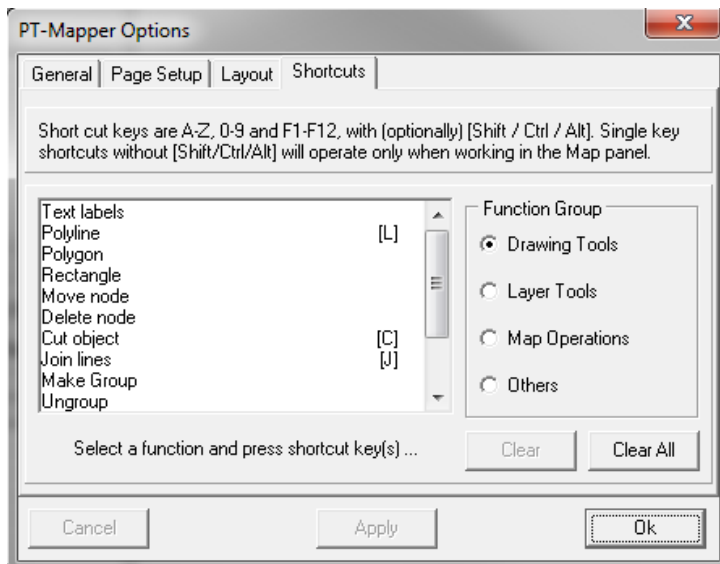 PT-Mapper Options
General Page Setup Layout Shortcuts
Short cut keys are A-Z, 0-9 and F1-F12, with (optionally) [Shift / Ctrl / Alt]. Single key
shortcuts without [Shift/Ctrl/Alt] will operate only when working in the Map panel.
Text labels
Polyline [L]
Polygon
Rectangle
Move node
Delete node
Cut object [C]
Join lines [J]
Make Group
Ungroup
Function Group
Drawing Tools
Layer Tools
Map Operations
Others
Select a function and press shortcut key(s) ...
Clear Clear All
Cancel Apply Ok